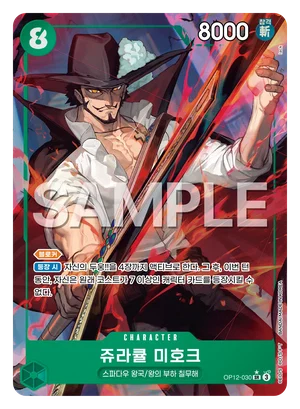 8
8000
참격
斬
SAMPLE
블로커
등장 시 자신의 두웅!!을 4장까지 액티브로 한다. 그 후, 이번 턴
동안, 자신은 원래 코스트가 7 이상인 캐릭터 카드를 등장시킬 수
없다.
CHARACTER
쥬라큘 미호크
스파다우 왕국/왕의 부하 칠무해
OP12-030 SR 3